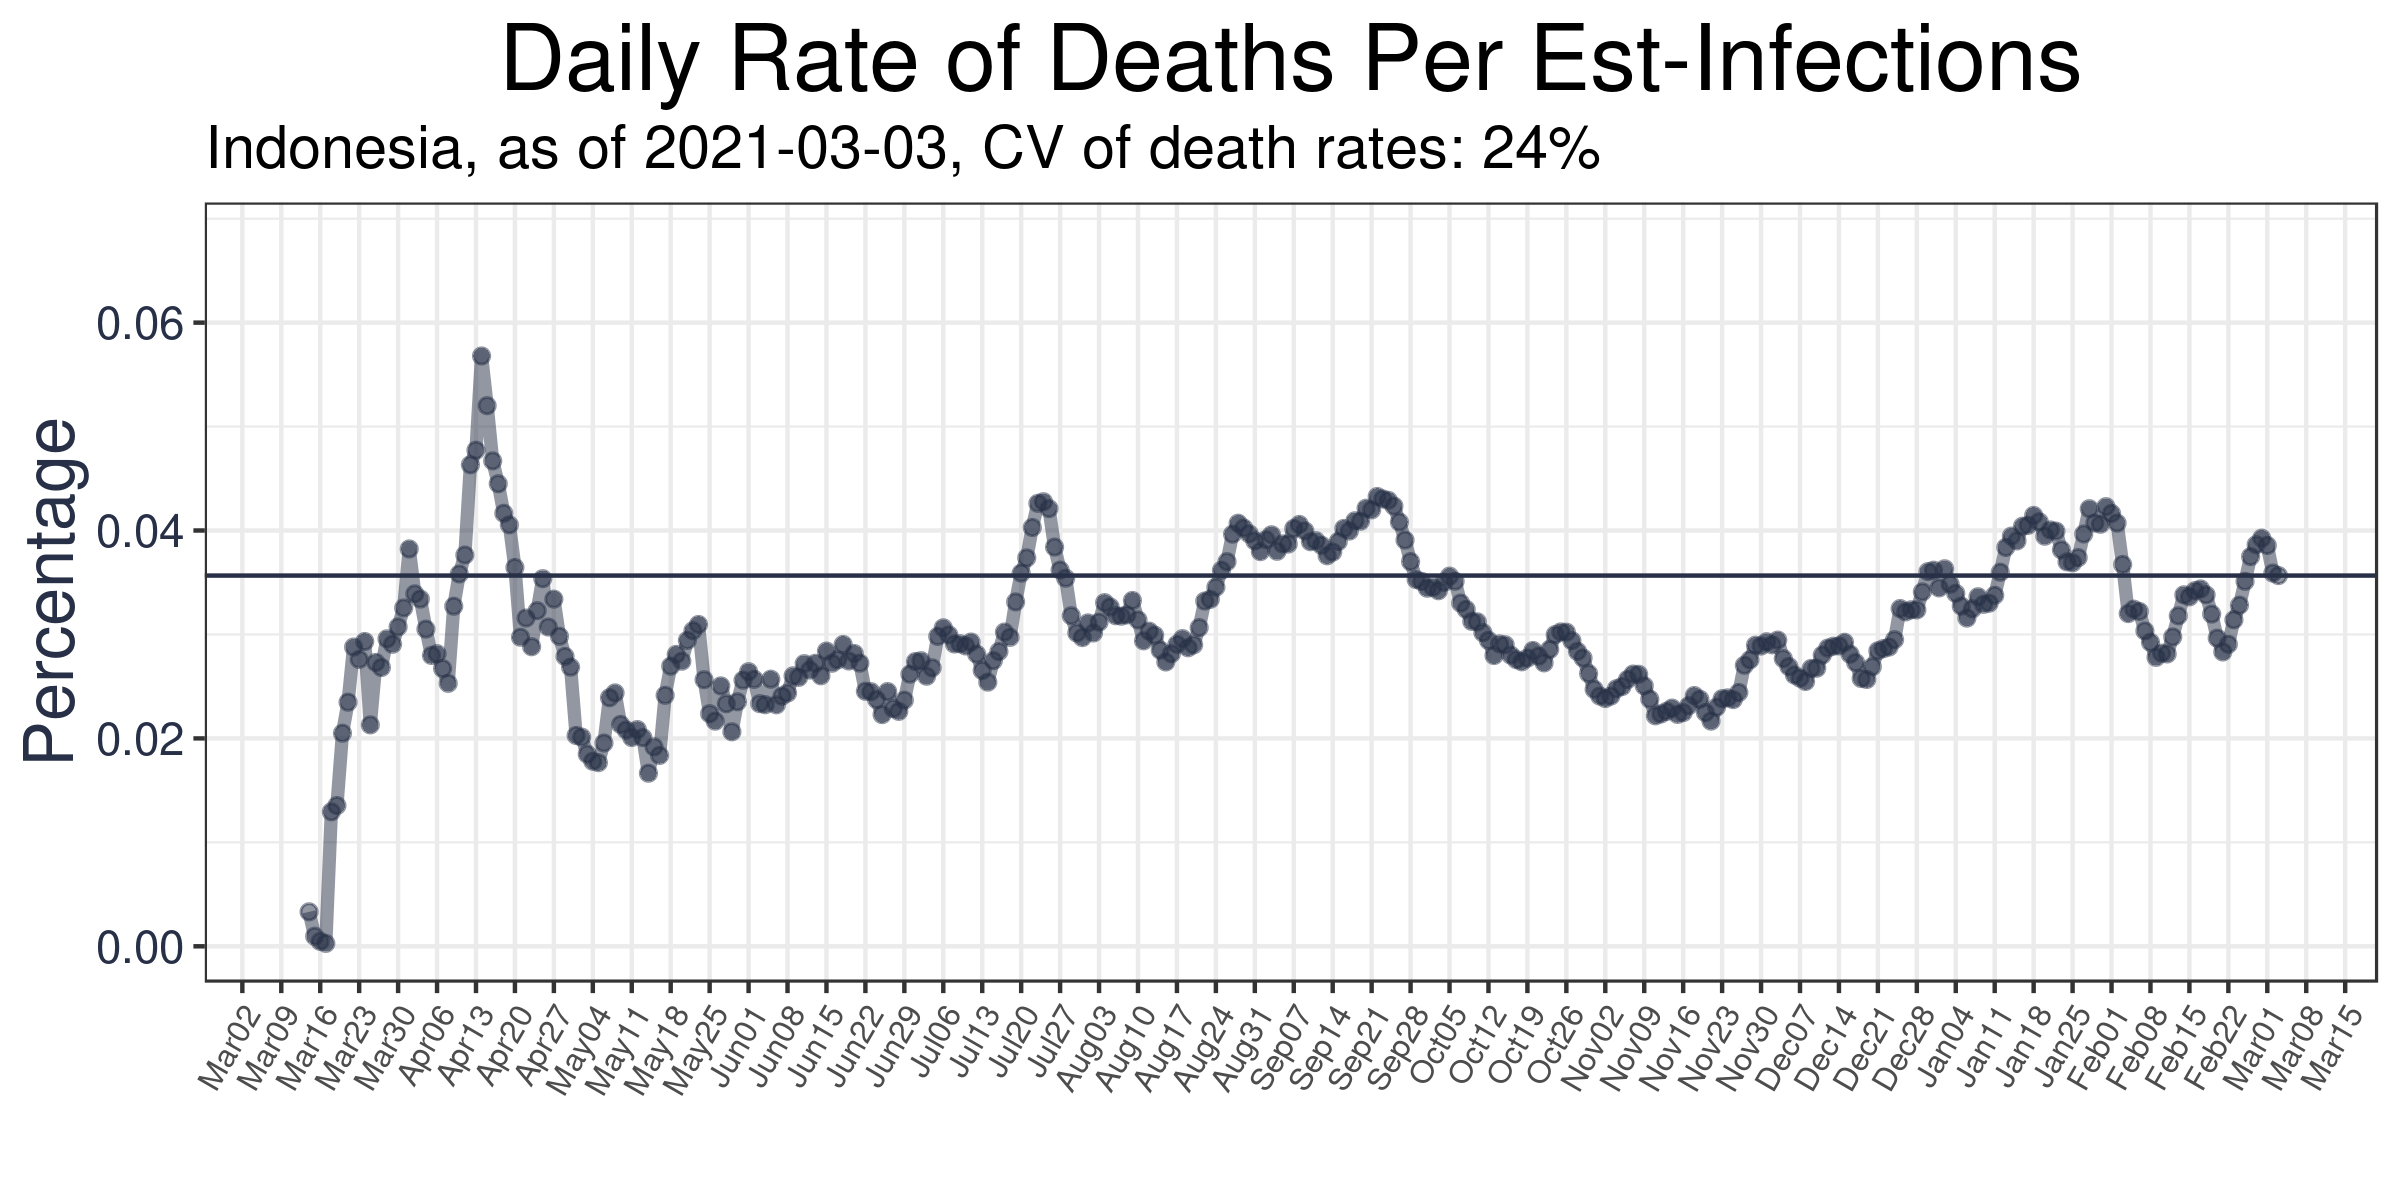 Daily Rate of Deaths Per Est-Infections
Indonesia, as of 2021-03-03, CV of death rates: 24%
Percentage
0.06
0.04
0.02
0.00
Mar02
Mar09
Mar16
Mar23
Mar30
Apr06
Apr13
Apr20
Apr27
May04
May11
May18
May25
Jun01
Jun08
Jun15
Jun22
Jun29
Jul06
Jul13
Jul20
Jul27
Aug03
Aug10
Aug17
Aug24
Aug31
Sep07
Sep14
Sep21
Sep28
Oct05
Oct12
Oct19
Oct26
Nov02
Nov09
Nov16
Nov23
Nov30
Dec07
Dec14
Dec21
Dec28
Jan04
Jan11
Jan18
Jan25
Feb01
Feb08
Feb15
Feb22
Mar01
Mar08
Mar15